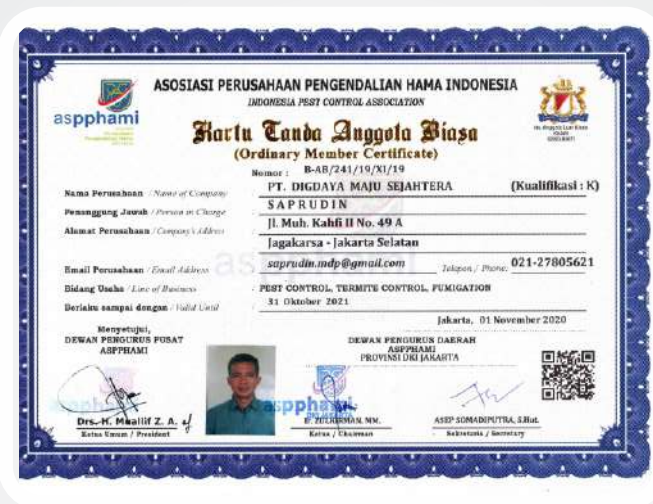 aspphami
ASOSIASI PERUSAHAAN PENGENDALIAN HAMA INDONESIA
INDONESIA PEST CONTROL ASSOCIATION
Kartu Tanda Anggota Biasa
(Ordinary Member Certificate)
Nomor : B-AB/241/19/XI/19
Nama Perusahaan / Name of Company : PT. DIGDAYA MAJU SEJAHTERA (Kualifikasi : K)
Penanggung Jawab / Person in Charge : SAPRUDIN
Alamat Perusahaan / Company's Address : Jl. Muh. Kahfi II No. 49 A
Jagakarsa - Jakarta Selatan
Email Perusahaan / Email Address : saprudin.mdp@gmail.com Telepon / Phone: 021-27805621
Bidang Usaha / Line of Business : PEST CONTROL, TERMITE CONTROL, FUMIGATION
Berlaku sampai dengan / Valid Until : 31 Oktober 2021
Jakarta, 01 November 2020
Menyetujui,
DEWAN PENGURUS PUSAT
ASPPHAMI
DEWAN PENGURUS DAERAH
ASPPHAMI
PROVINSI DKI JAKARTA
Drs. H. Muallif Z. A.
Ketua Umum / President
ZULKIRMAN, MM.
Ketua / Chairman
ASEP SOMADIPUTRA, S.Hut.
Sekretaris / Secretary